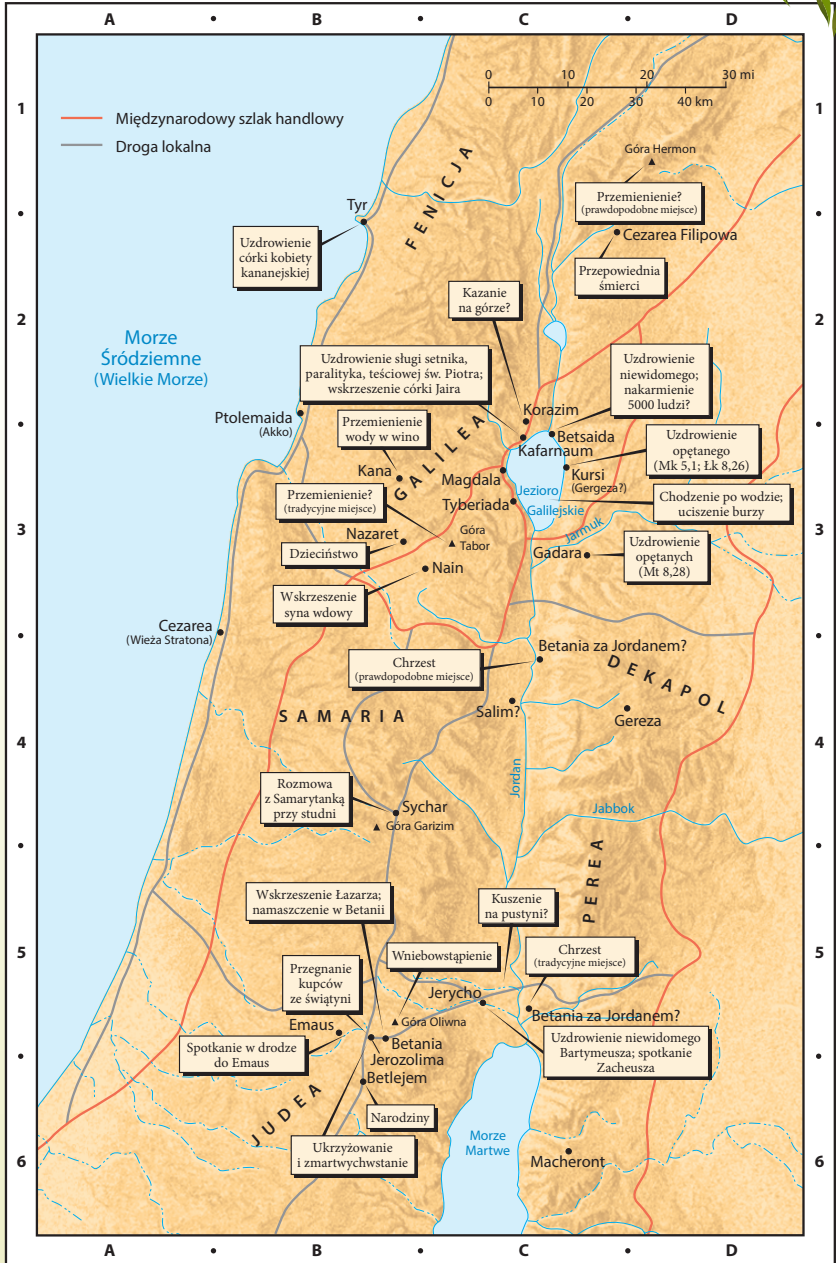 A • B • C • D
0 10 20 30 mi
0 10 20 30 40 km
1
1
Międzynarodowy szlak handlowy
Droga lokalna
FENICJA
Góra Hermon
Przemienienie?
(prawdopodobne miejsce)
•
•
Tyr
Cezarea Filipowa
Uzdrowienie
córki kobiety
kananejskiej
Przepowiednia
śmierci
Kazanie
na górze?
2
2
Morze
Śródziemne
(Wielkie Morze)
Uzdrowienie sługi setnika,
paralityka, teściowej św. Piotra;
wskrzeszenie córki Jaira
Uzdrowienie
niewidomego;
nakarmienie
5000 ludzi?
Ptolemaida
(Akko)
Przemienienie
wody w wino
Korazim
•
•
Betsaida
Kafarnaum
Uzdrowienie
opętanego
(Mk 5,1; Łk 8,26)
GALILEA
Kana
Magdala
Kursi
(Gergeza?)
Jezioro
Galilejskie
Przemienienie?
(tradycyjne miejsce)
Tyberiada
Chodzenie po wodzie;
uciszenie burzy
3
3
Nazaret
Góra
Tabor
Jarmuk
Dzieciństwo
Gadara
Uzdrowienie
opętanych
(Mt 8,28)
Nain
Wskrzeszenie
syna wdowy
Cezarea
(Wieża Stratona)
•
•
Betania za Jordanem?
Chrzest
(prawdopodobne miejsce)
DEKAPOL
SAMARIA
Salim?
Gereza
4
4
Jordan
Rozmowa
z Samarytanką
przy studni
Sychar
Góra Garizim
Jabbok
•
•
PEREA
Wskrzeszenie Łazarza;
namaszczenie w Betanii
Kuszenie
na pustyni?
5
5
Przegnanie
kupców
ze świątyni
Wniebowstąpienie
Chrzest
(tradycyjne miejsce)
Jerycho
Góra Oliwna
Betania za Jordanem?
Emaus
Betania
Jerozolima
Spotkanie w drodze
do Emaus
Uzdrowienie niewidomego
Bartymeusza; spotkanie
Zacheusza
•
•
Betlejem
JUDEA
Narodziny
Ukrzyżowanie
i zmartwychwstanie
Morze
Martwe
Macheront
6
6
A • B • C • D